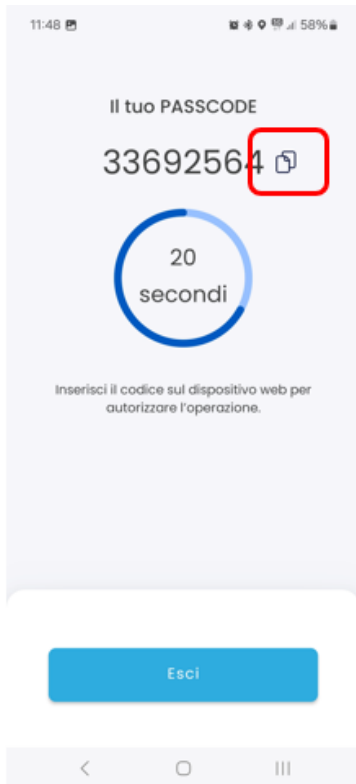 11:48
58%
Il tuo PASSCODE
33692564
20
secondi
Inserisci il codice sul dispositivo web per
autorizzare l'operazione.
Esci